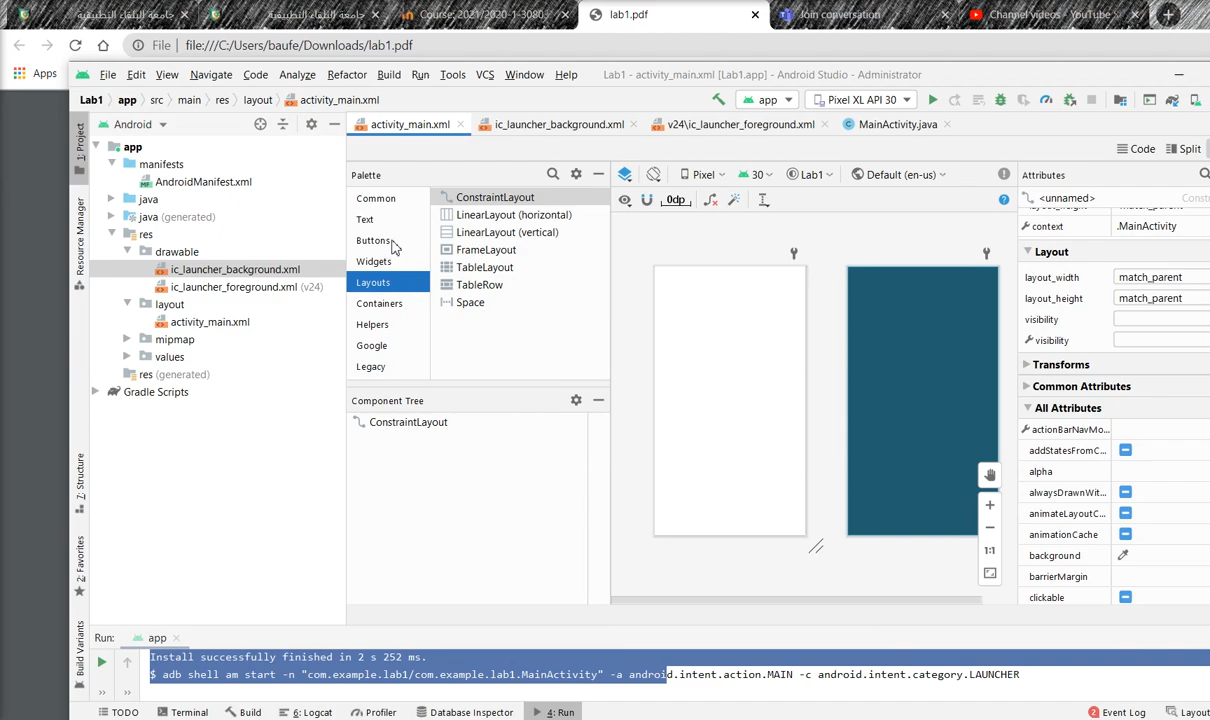 جامعة البلقاء التطبيقية
جامعة البلقاء التطبيقية
Course: 2021/2020-1-3080
lab1.pdf
Join conversation
Channel videos - YouTube
File
file:///C:/Users/baufe/Downloads/lab1.pdf
Apps
File Edit View Navigate Code Analyze Refactor Build Run Tools VCS Window Help
Lab1 - activity_main.xml [Lab1.app] - Android Studio - Administrator
Lab1 app src main res layout activity_main.xml
app
Pixel XL API 30
1: Project
Android
activity_main.xml
ic_launcher_background.xml
v24\ic_launcher_foreground.xml
MainActivity.java
Code
Split
app
manifests
AndroidManifest.xml
java
java (generated)
res
drawable
ic_launcher_background.xml
ic_launcher_foreground.xml (v24)
layout
activity_main.xml
mipmap
values
res (generated)
Gradle Scripts
Resource Manager
7: Structure
2: Favorites
Build Variants
Palette
Common
Text
Buttons
Widgets
Layouts
Containers
Helpers
Google
Legacy
ConstraintLayout
LinearLayout (horizontal)
LinearLayout (vertical)
FrameLayout
TableLayout
TableRow
Space
Component Tree
ConstraintLayout
Pixel
30
Lab1
Default (en-us)
0dp
1:1
Attributes
<unnamed>
context
.MainActivity
Layout
layout_width
match_parent
layout_height
match_parent
visibility
visibility
Transforms
Common Attributes
All Attributes
actionBarNavMo...
addStatesFromC...
alpha
alwaysDrawnWit...
animateLayoutC...
animationCache
background
barrierMargin
clickable
Run:
app
Install successfully finished in 2 s 252 ms.
$ adb shell am start -n "com.example.lab1/com.example.lab1.MainActivity" -a android.intent.action.MAIN -c android.intent.category.LAUNCHER
TODO
Terminal
Build
6: Logcat
Profiler
Database Inspector
4: Run
2 Event Log
Layou